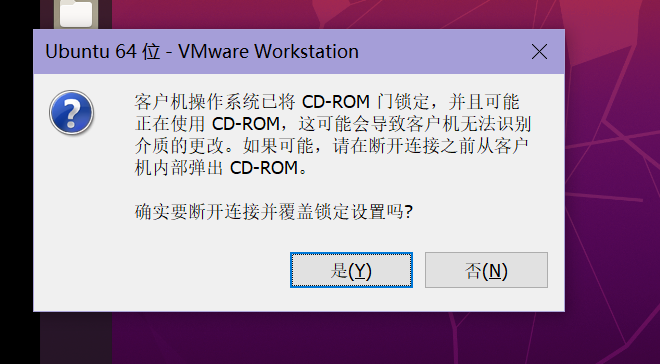 Ubuntu 64 位 - VMware Workstation
客户机操作系统已将 CD-ROM 门锁定，并且可能
正在使用 CD-ROM，这可能会导致客户机无法识别
介质的更改。如果可能，请在断开连接之前从客户
机内部弹出 CD-ROM。
确实要断开连接并覆盖锁定设置吗?
是(Y)
否(N)